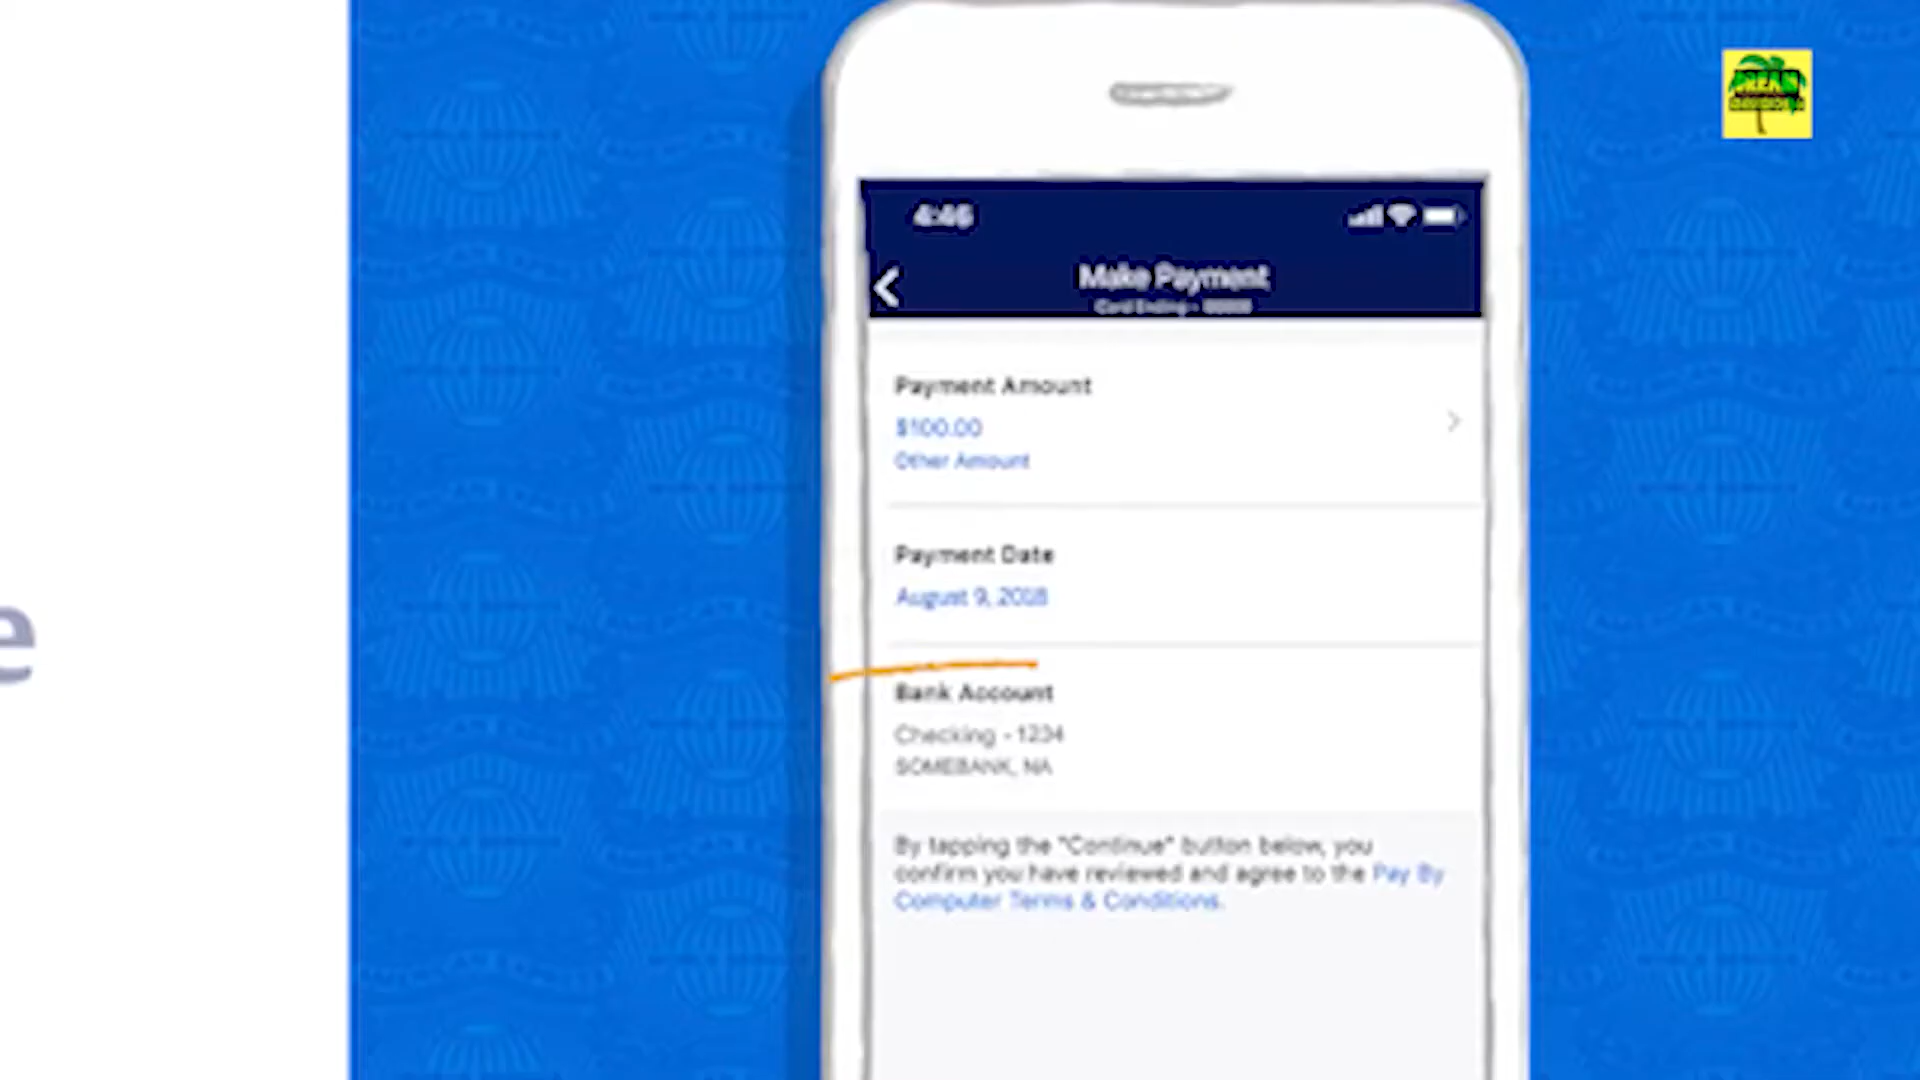 4:46
Make Payment
Card Ending -
Payment Amount
$100.00
Other Amount
Payment Date
August 9, 2018
e
Bank Account
Checking - 1234
SOMEBANK, NA
By tapping the "Continue" button below, you
confirm you have reviewed and agree to the Pay By
Computer Terms & Conditions.